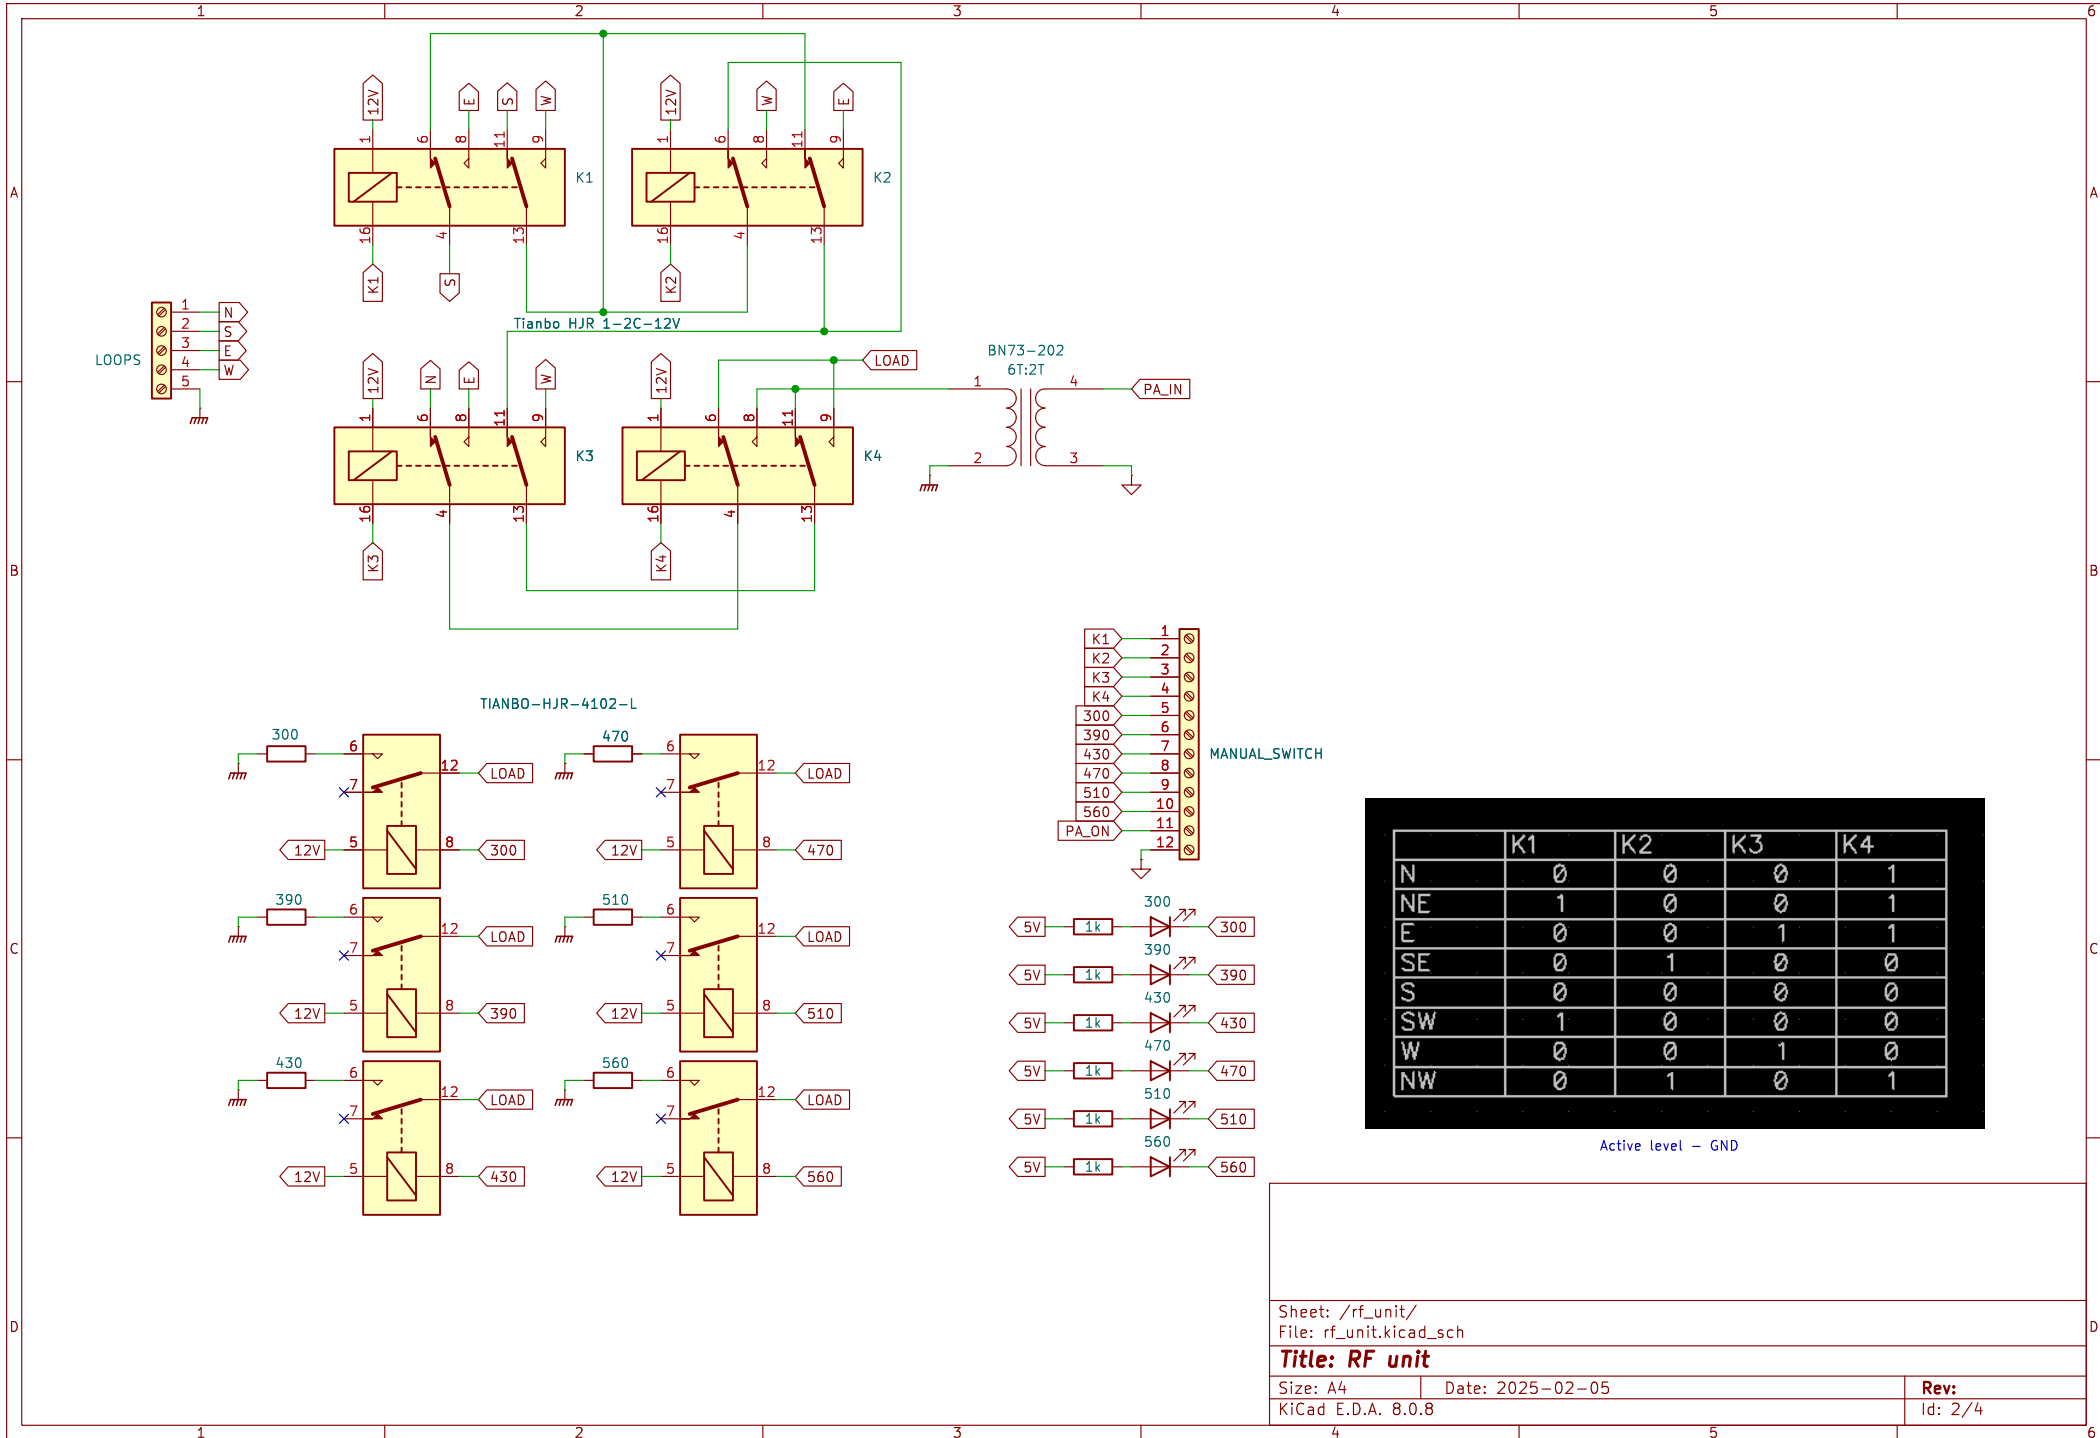 1 2 3 4 5 6
12V E S W 12V W E
1 6 8 11 9 1 6 8 11 9
K1 K2
A A
16 4 13 16 4 13
K1 S K2
1 N
2 S
3 E
4 W
5
LOOPS
Tianbo HJR 1-2C-12V
12V N E W 12V LOAD
BN73-202
6T:2T
1 4 PA_IN
2 3
1 6 8 11 9 1 6 8 11 9
K3 K4
16 4 13 16 4 13
K3 K4
B B
K1 1
K2 2
K3 3
K4 4
300 5
390 6
430 7
470 8
510 9
560 10
PA_ON 11
12
MANUAL_SWITCH
TIANBO-HJR-4102-L
300 6 12 LOAD
7
12V 5 8 300
470 6 12 LOAD
7
12V 5 8 470
390 6 12 LOAD
7
12V 5 8 390
510 6 12 LOAD
7
12V 5 8 510
430 6 12 LOAD
7
12V 5 8 430
560 6 12 LOAD
7
12V 5 8 560
C C
300
5V 1k 300
390
5V 1k 390
430
5V 1k 430
470
5V 1k 470
510
5V 1k 510
560
5V 1k 560
K1 K2 K3 K4
N 0 0 0 1
NE 1 0 0 1
E 0 0 1 1
SE 0 1 0 0
S 0 0 0 0
SW 1 0 0 0
W 0 0 1 0
NW 0 1 0 1
Active level - GND
D D
Sheet: /rf_unit/
File: rf_unit.kicad_sch
Title: RF unit
Size: A4 Date: 2025-02-05 Rev:
KiCad E.D.A. 8.0.8 Id: 2/4
1 2 3 4 5 6